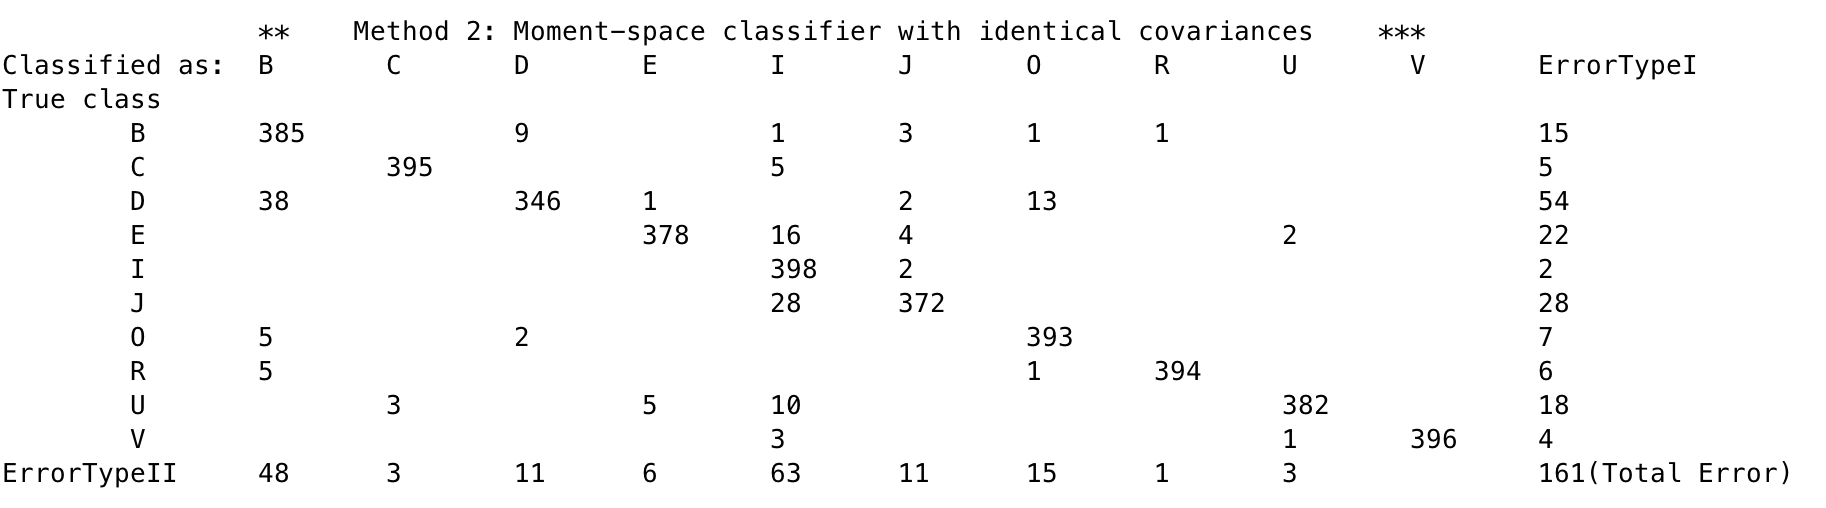 ** Method 2: Moment-space classifier with identical covariances ***
Classified as: B C D E I J O R U V ErrorTypeI
True class
B 385 9 1 3 1 1 15
C 395 5 5
D 38 346 1 2 13 54
E 378 16 4 2 22
I 398 2 2
J 28 372 28
O 5 2 393 7
R 5 1 394 6
U 3 5 10 382 18
V 3 1 396 4
ErrorTypeII 48 3 11 6 63 11 15 1 3 161(Total Error)